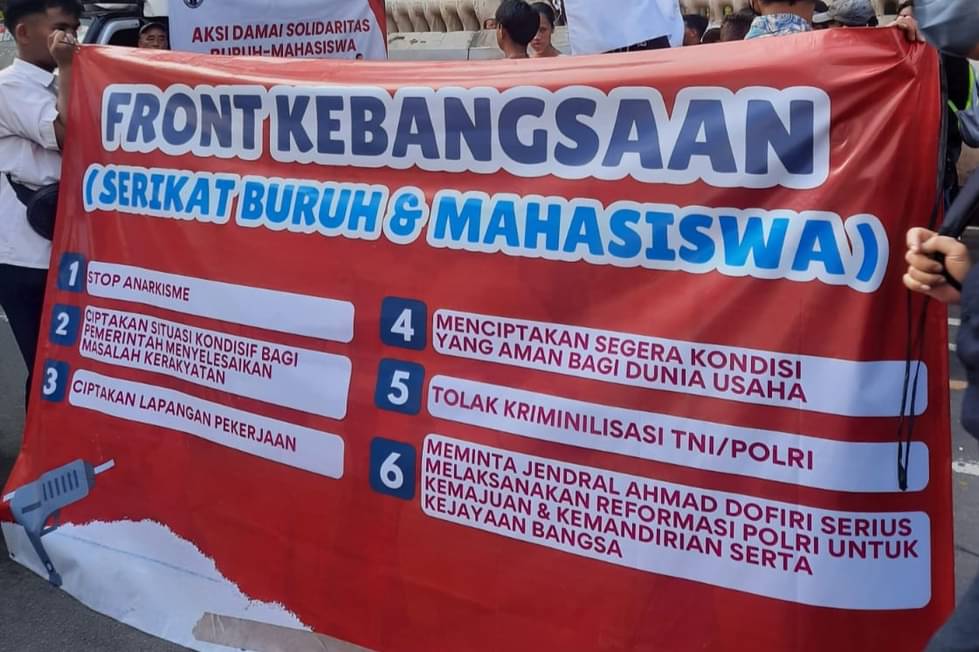 AKSI DAMAI SOLIDARITAS
BURUH-MAHASISWA
FRONT KEBANGSAAN
(SERIKAT BURUH & MAHASISWA)
1 STOP ANARKISME
2 CIPTAKAN SITUASI KONDISIF BAGI
PEMERINTAH MENYELESAIKAN
MASALAH KERAKYATAN
3 CIPTAKAN LAPANGAN PEKERJAAN
4 MENCIPTAKAN SEGERA KONDISI
YANG AMAN BAGI DUNIA USAHA
5 TOLAK KRIMINILISASI TNI/POLRI
6 MEMINTA JENDRAL AHMAD DOFIRI SERIUS
MELAKSANAKAN REFORMASI POLRI UNTUK
KEMAJUAN & KEMANDIRIAN SERTA
KEJAYAAN BANGSA